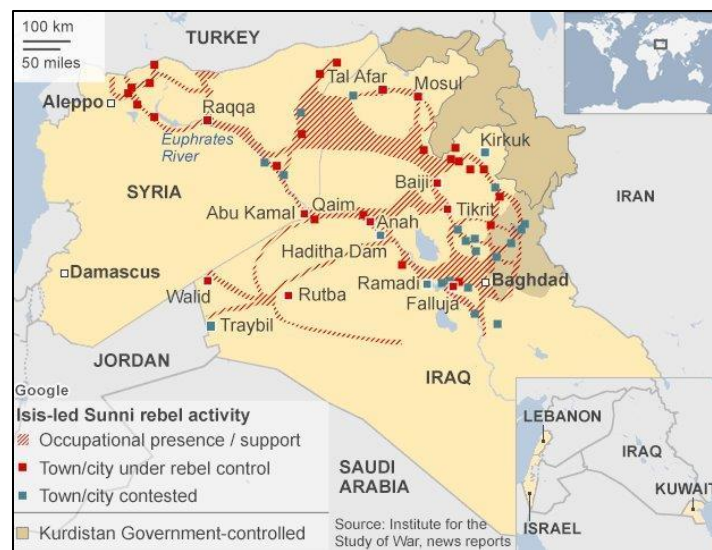 100 km
50 miles
TURKEY
Tal Afar
Mosul
Aleppo
Raqqa
Euphrates
River
Kirkuk
SYRIA
Baiji
IRAN
Abu Kamal
Qaim
Anah
Tikrit
Haditha Dam
Damascus
Ramadi
Baghdad
Walid
Rutba
Falluja
Traybil
JORDAN
IRAQ
Google
Isis-led Sunni rebel activity
Occupational presence / support
Town/city under rebel control
Town/city contested
Kurdistan Government-controlled
SAUDI
ARABIA
Source: Institute for the
Study of War, news reports
LEBANON
IRAQ
KUWAIT
ISRAEL